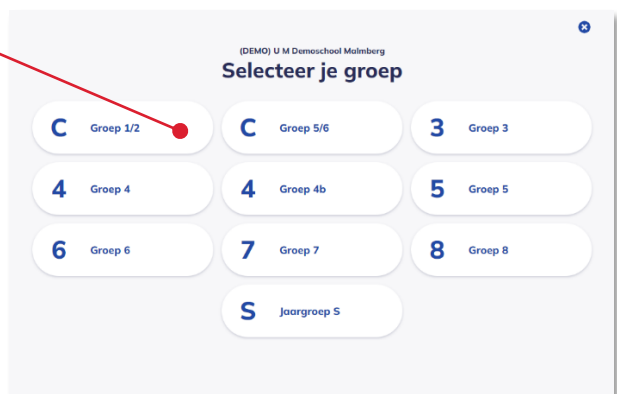 (DEMO) U M Demoschool Malmberg
Selecteer je groep
C Groep 1/2
C Groep 5/6
3 Groep 3
4 Groep 4
4 Groep 4b
5 Groep 5
6 Groep 6
7 Groep 7
8 Groep 8
S Jaargroep S